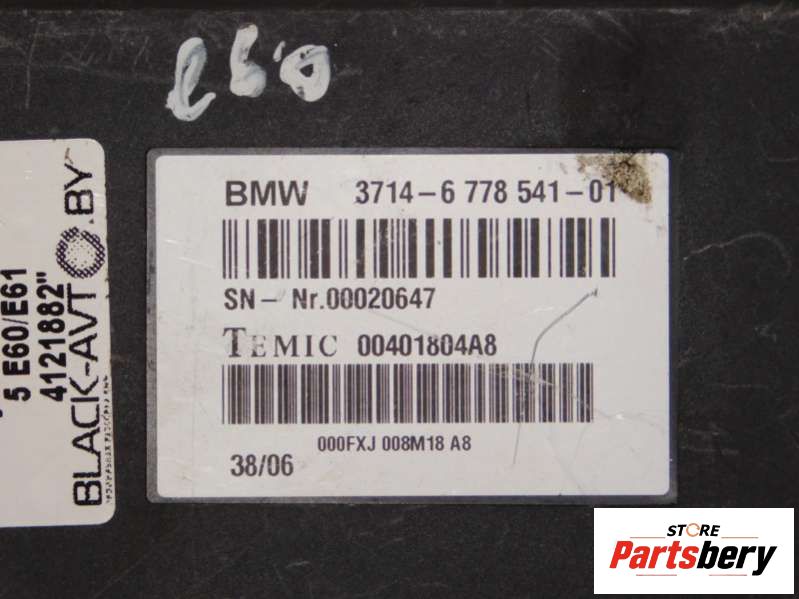 BMW 3714-6 778 541-01
SN- Nr.00020647
TEMIC 00401804A8
000FXJ 008M18 A8
38/06
5 E60/E61
4121882"
BLACK-AVTO.BY
STORE
Partsbery